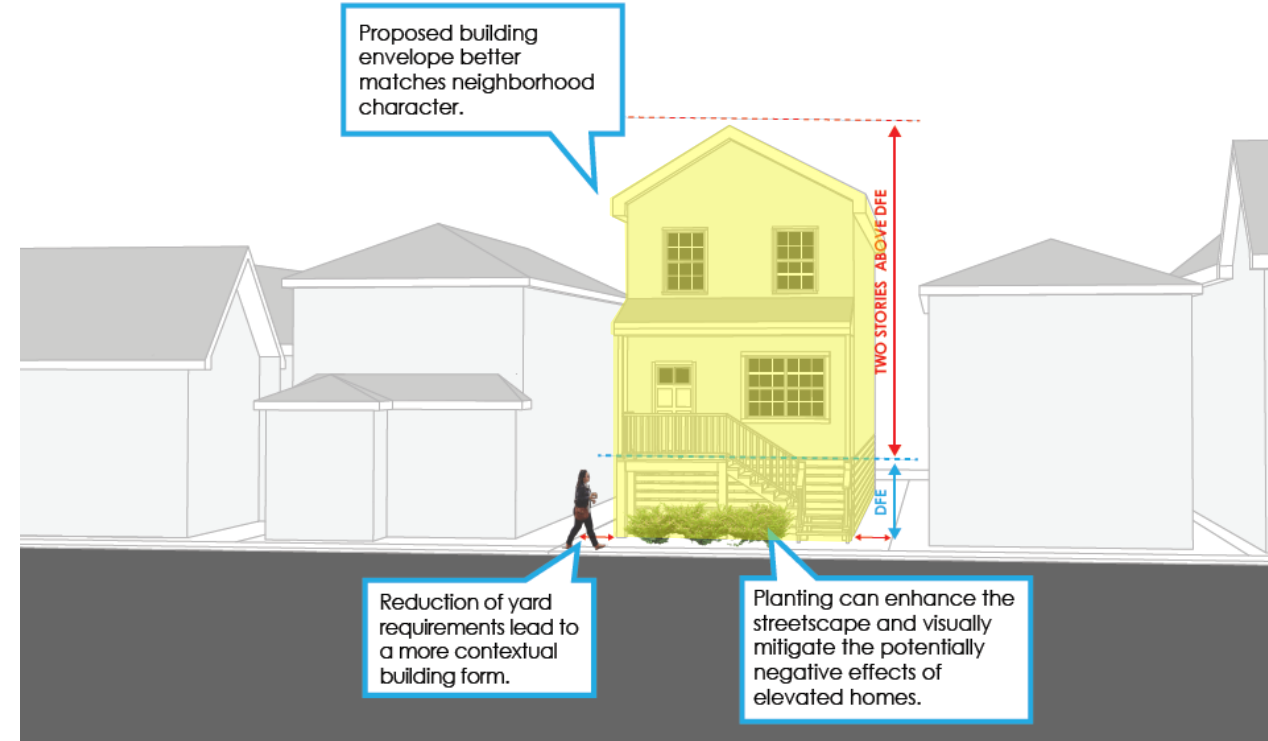 Proposed building
envelope better
matches neighborhood
character.
TWO STORIES ABOVE DFE
DFE
Reduction of yard
requirements lead to
a more contextual
building form.
Planting can enhance the
streetscape and visually
mitigate the potentially
negative effects of
elevated homes.